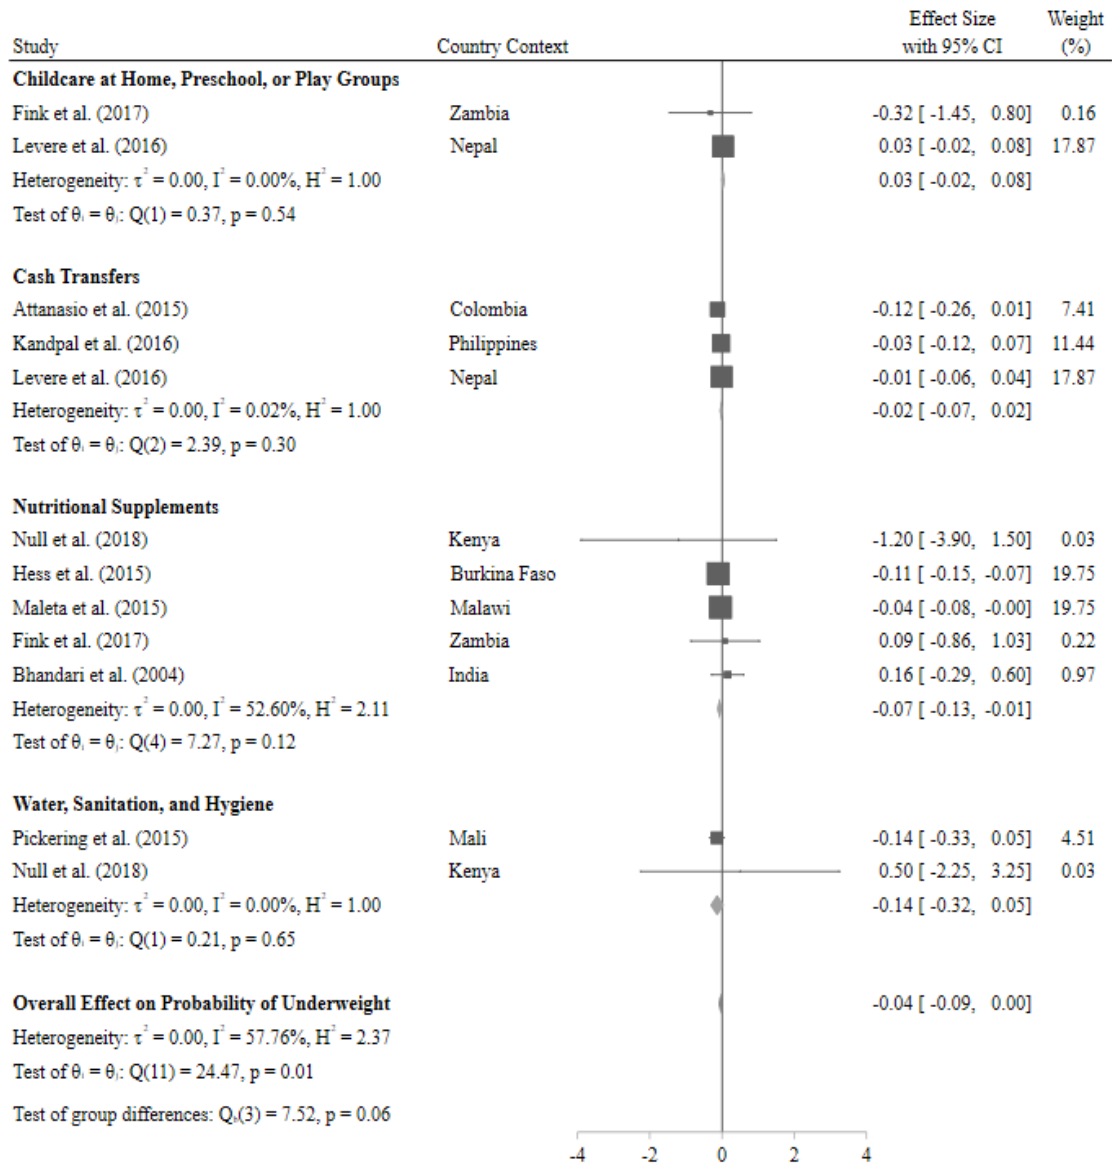 Effect Size Weight
Study Country Context with 95% CI (%)
Childcare at Home, Preschool, or Play Groups
Fink et al. (2017) Zambia -0.32 [ -1.45, 0.80] 0.16
Levere et al. (2016) Nepal 0.03 [ -0.02, 0.08] 17.87
Heterogeneity: τ² = 0.00, I² = 0.00%, H² = 1.00 0.03 [ -0.02, 0.08]
Test of θᵢ = θⱼ: Q(1) = 0.37, p = 0.54
Cash Transfers
Attanasio et al. (2015) Colombia -0.12 [ -0.26, 0.01] 7.41
Kandpal et al. (2016) Philippines -0.03 [ -0.12, 0.07] 11.44
Levere et al. (2016) Nepal -0.01 [ -0.06, 0.04] 17.87
Heterogeneity: τ² = 0.00, I² = 0.02%, H² = 1.00 -0.02 [ -0.07, 0.02]
Test of θᵢ = θⱼ: Q(2) = 2.39, p = 0.30
Nutritional Supplements
Null et al. (2018) Kenya -1.20 [ -3.90, 1.50] 0.03
Hess et al. (2015) Burkina Faso -0.11 [ -0.15, -0.07] 19.75
Maleta et al. (2015) Malawi -0.04 [ -0.08, -0.00] 19.75
Fink et al. (2017) Zambia 0.09 [ -0.86, 1.03] 0.22
Bhandari et al. (2004) India 0.16 [ -0.29, 0.60] 0.97
Heterogeneity: τ² = 0.00, I² = 52.60%, H² = 2.11 -0.07 [ -0.13, -0.01]
Test of θᵢ = θⱼ: Q(4) = 7.27, p = 0.12
Water, Sanitation, and Hygiene
Pickering et al. (2015) Mali -0.14 [ -0.33, 0.05] 4.51
Null et al. (2018) Kenya 0.50 [ -2.25, 3.25] 0.03
Heterogeneity: τ² = 0.00, I² = 0.00%, H² = 1.00 -0.14 [ -0.32, 0.05]
Test of θᵢ = θⱼ: Q(1) = 0.21, p = 0.65
Overall Effect on Probability of Underweight -0.04 [ -0.09, 0.00]
Heterogeneity: τ² = 0.00, I² = 57.76%, H² = 2.37
Test of θᵢ = θⱼ: Q(11) = 24.47, p = 0.01
Test of group differences: Qb(3) = 7.52, p = 0.06
-4 -2 0 2 4